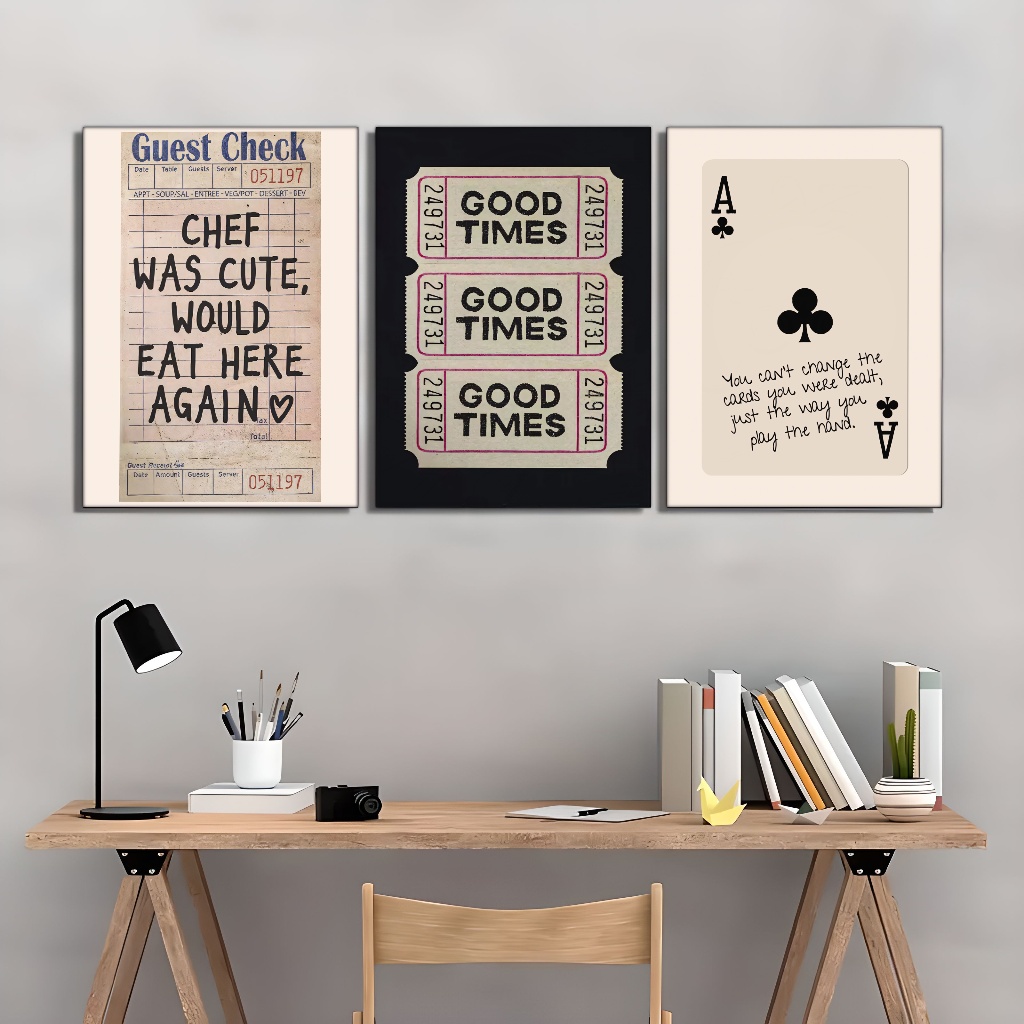 Guest Check
Date Table Guests Server 051197
APPT - SOUP/SAL - ENTREE - VEG/POT - DESSERT - BEV
CHEF
WAS CUTE,
WOULD
EAT HERE
AGAIN♡
Tax
Total
Guest Receipt
Date Amount Guests Server 051197
249731 GOOD TIMES 249731
249731 GOOD TIMES 249731
249731 GOOD TIMES 249731
A
You can't change the
cards you were dealt,
just the way you
play the hand.
A